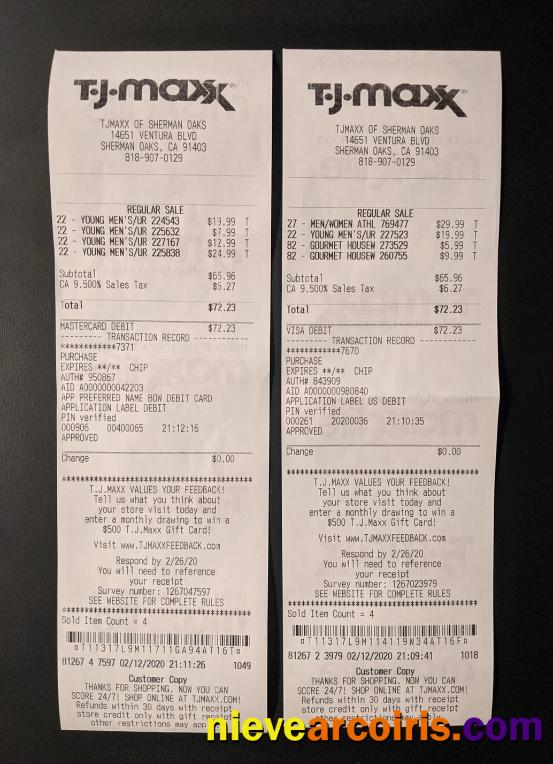 T·J·maxx®
TJMAXX OF SHERMAN OAKS
14651 VENTURA BLVD
SHERMAN OAKS, CA 91403
818-907-0129
REGULAR SALE
22 - YOUNG MEN'S/UR 224543 $19.99 T
22 - YOUNG MEN'S/UR 225632 $7.99 T
22 - YOUNG MEN'S/UR 227167 $12.99 T
22 - YOUNG MEN'S/UR 225838 $24.99 T
Subtotal $65.96
CA 9.500% Sales Tax $6.27
Total $72.23
MASTERCARD DEBIT $72.23
--------- TRANSACTION RECORD ---------
************7371
PURCHASE
EXPIRES **/** CHIP
AUTH# 950867
AID A0000000042203
APP PREFERRED NAME BOW DEBIT CARD
APPLICATION LABEL DEBIT
PIN verified
000906 00400065 21:12:16
APPROVED
Change $0.00
T.J.MAXX VALUES YOUR FEEDBACK!
Tell us what you think about
your store visit today and
enter a monthly drawing to win a
$500 T.J.Maxx Gift Card!
Visit www.TJMAXXFEEDBACK.com
Respond by 2/26/20
You will need to reference
your receipt
Survey number: 1267047597
SEE WEBSITE FOR COMPLETE RULES
Sold Item Count = 4
¤T11317L9M11711GA94AT16T¤
81267 4 7597 02/12/2020 21:11:26 1049
Customer Copy
THANKS FOR SHOPPING. NOW YOU CAN
SCORE 24/7! SHOP ONLINE AT TJMAXX.COM!
Refunds within 30 days with receipt
store credit only with gift receipt
other restrictions may app
T·J·maxx®
TJMAXX OF SHERMAN OAKS
14651 VENTURA BLVD
SHERMAN OAKS, CA 91403
818-907-0129
REGULAR SALE
27 - MEN/WOMEN ATHL 769477 $29.99 T
22 - YOUNG MEN'S/UR 227523 $19.99 T
82 - GOURMET HOUSEW 273529 $5.99 T
82 - GOURMET HOUSEW 260755 $9.99 T
Subtotal $65.96
CA 9.500% Sales Tax $6.27
Total $72.23
VISA DEBIT $72.23
--------- TRANSACTION RECORD ---------
************7670
PURCHASE
EXPIRES **/** CHIP
AUTH# 843909
AID A0000000980840
APPLICATION LABEL US DEBIT
PIN verified
000261 20200036 21:10:35
APPROVED
Change $0.00
T.J.MAXX VALUES YOUR FEEDBACK!
Tell us what you think about
your store visit today and
enter a monthly drawing to win a
$500 T.J.Maxx Gift Card!
Visit www.TJMAXXFEEDBACK.com
Respond by 2/26/20
You will need to reference
your receipt
Survey number: 1267023979
SEE WEBSITE FOR COMPLETE RULES
Sold Item Count = 4
¤T11317L9M114119W34AT16F¤
81267 2 3979 02/12/2020 21:09:41 1018
Customer Copy
THANKS FOR SHOPPING. NOW YOU CAN
SCORE 24/7! SHOP ONLINE AT TJMAXX.COM!
Refunds within 30 days with receipt
store credit only with gift receipt
other restrictions may
nievearcoiris.com